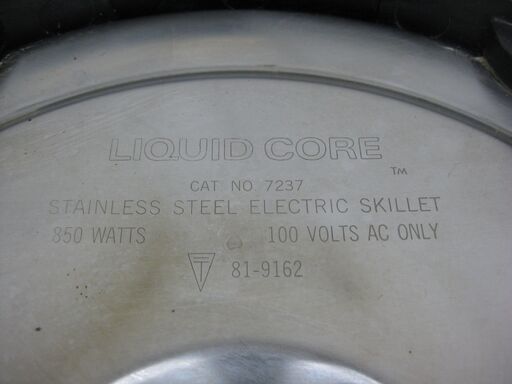 LIQUID CORE
TM
CAT. NO. 7237
STAINLESS STEEL ELECTRIC SKILLET
850 WATTS 100 VOLTS AC ONLY
T 81-9162